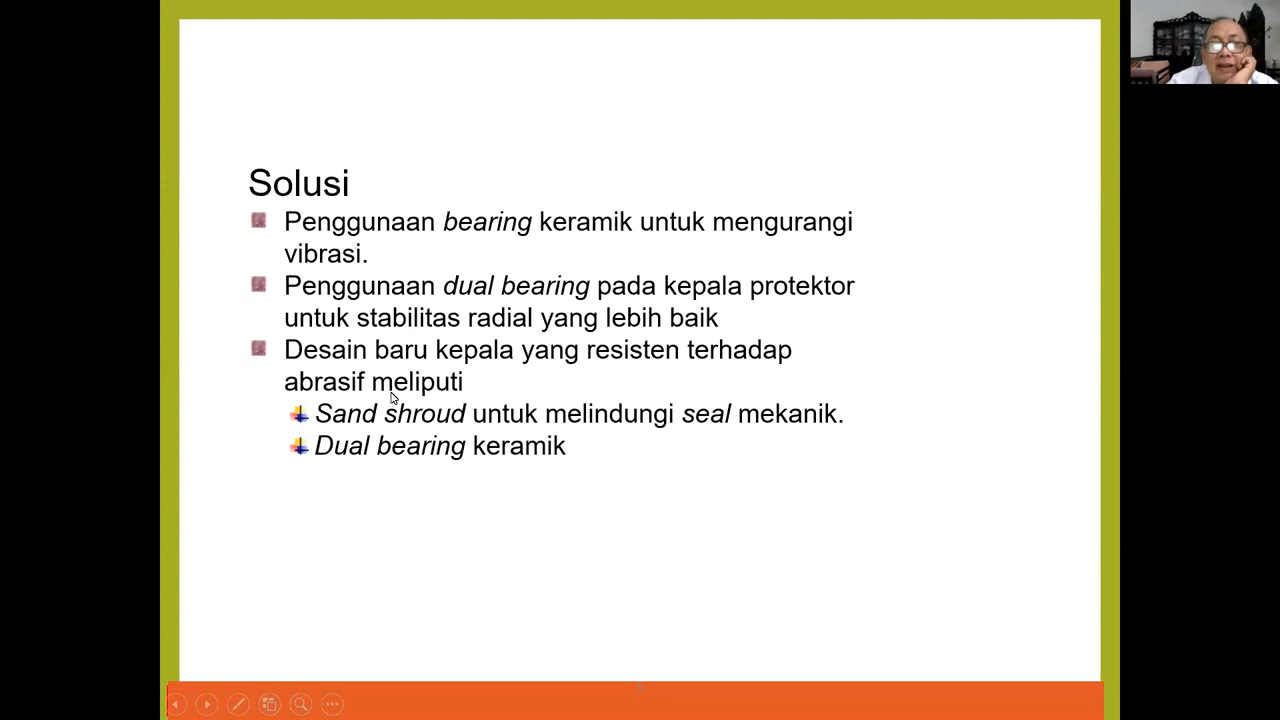 Solusi
Penggunaan bearing keramik untuk mengurangi
vibrasi.
Penggunaan dual bearing pada kepala protektor
untuk stabilitas radial yang lebih baik
Desain baru kepala yang resisten terhadap
abrasif meliputi
Sand shroud untuk melindungi seal mekanik.
Dual bearing keramik